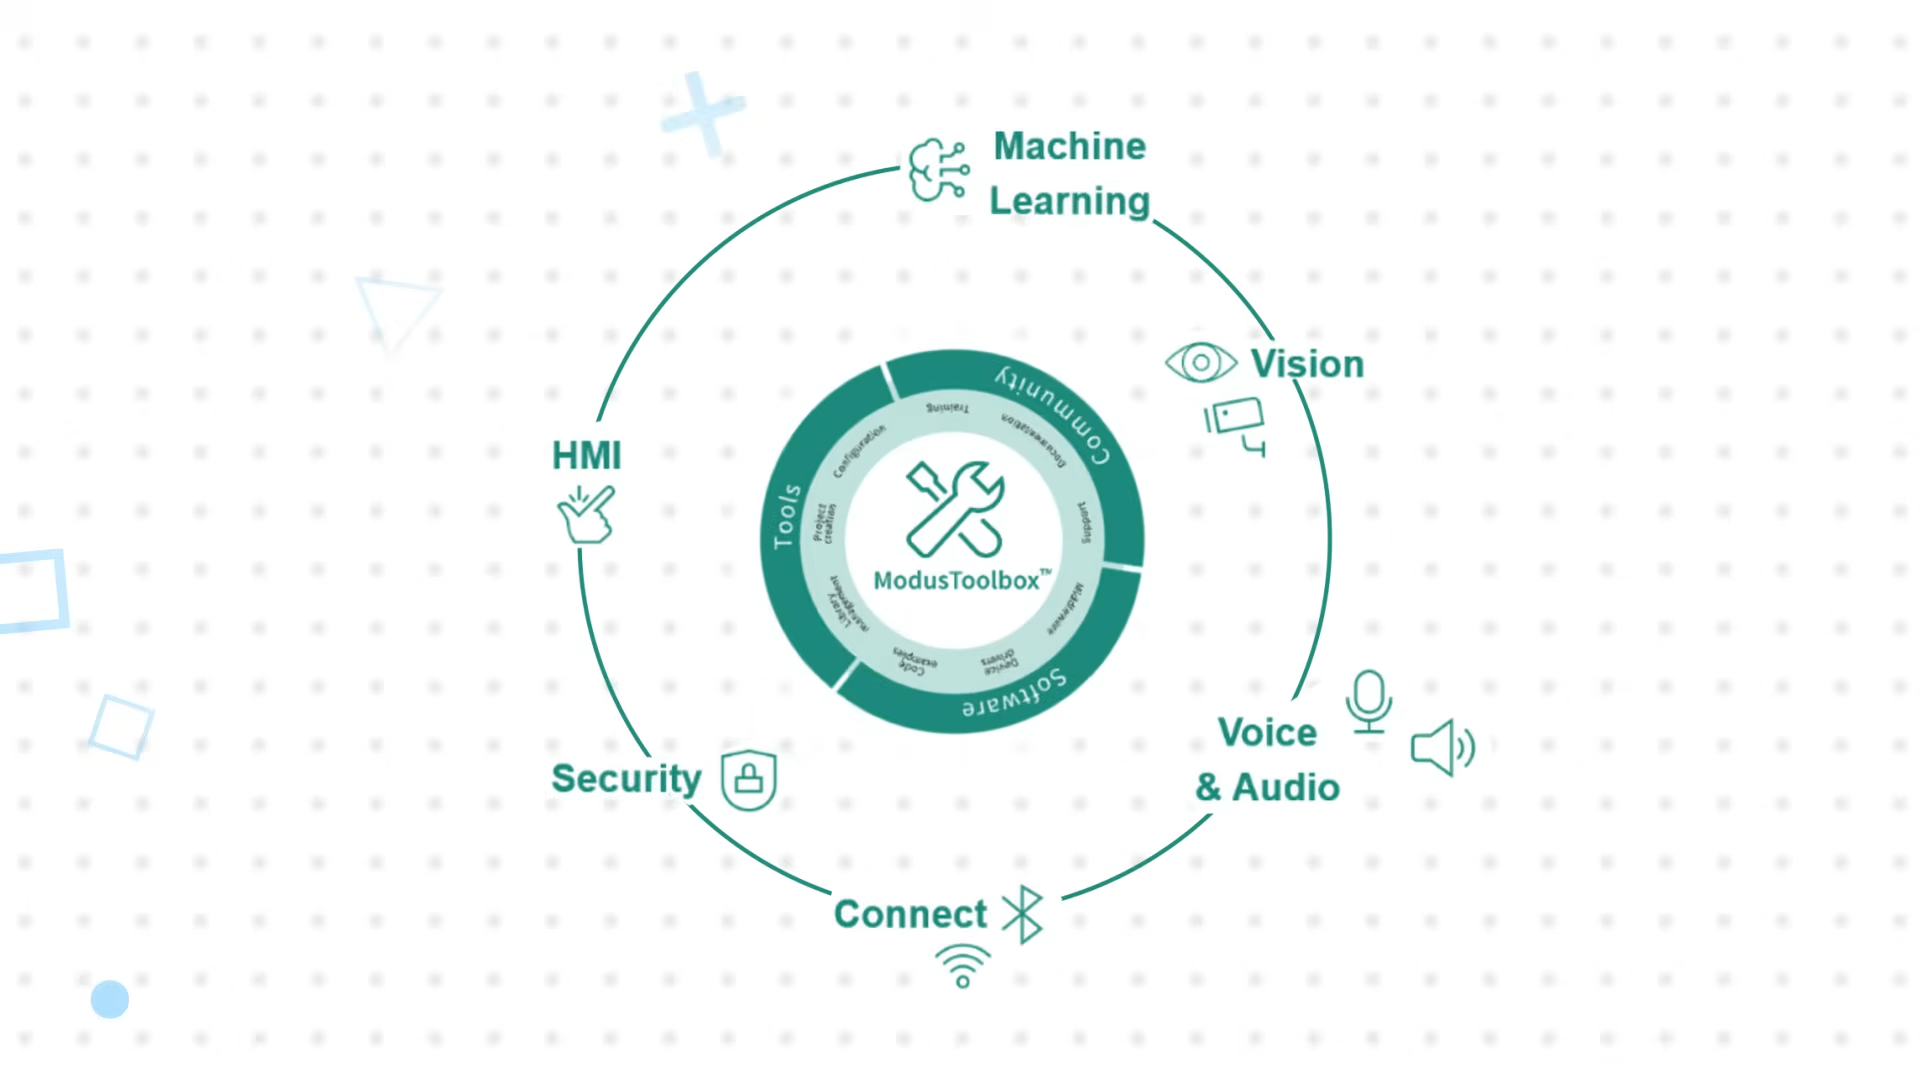 Machine
Learning
Vision
HMI
Community
Training
Documentation
Support
Configuration
Tools
Project
creation
Library
management
ModusToolbox™
Middleware
Device
drivers
Code
examples
Software
Voice
& Audio
Security
Connect